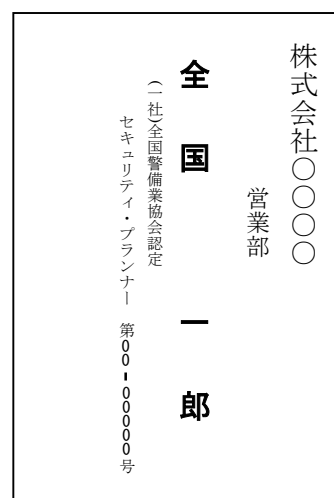 株式会社〇〇〇〇
営業部
全国 一郎
(一社)全国警備業協会認定
セキュリティ・プランナー 第00-00000号